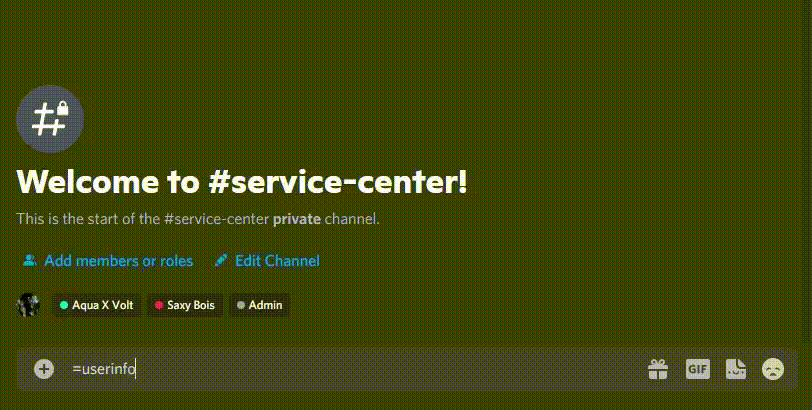 Welcome to #service-center!
This is the start of the #service-center private channel.
Add members or roles Edit Channel
Aqua X Volt Saxy Bois Admin
=userinfo GIF